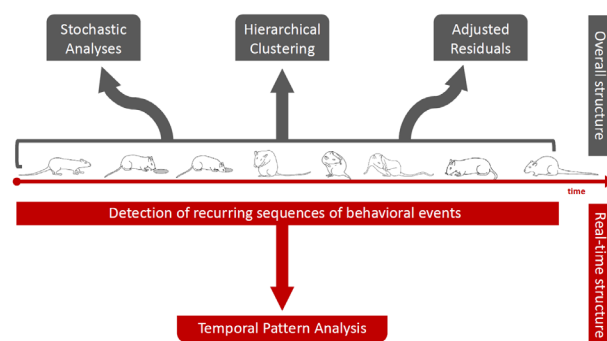 Stochastic
Analyses
Hierarchical
Clustering
Adjusted
Residuals
Overall structure
time
Detection of recurring sequences of behavioral events
Real-time structure
Temporal Pattern Analysis